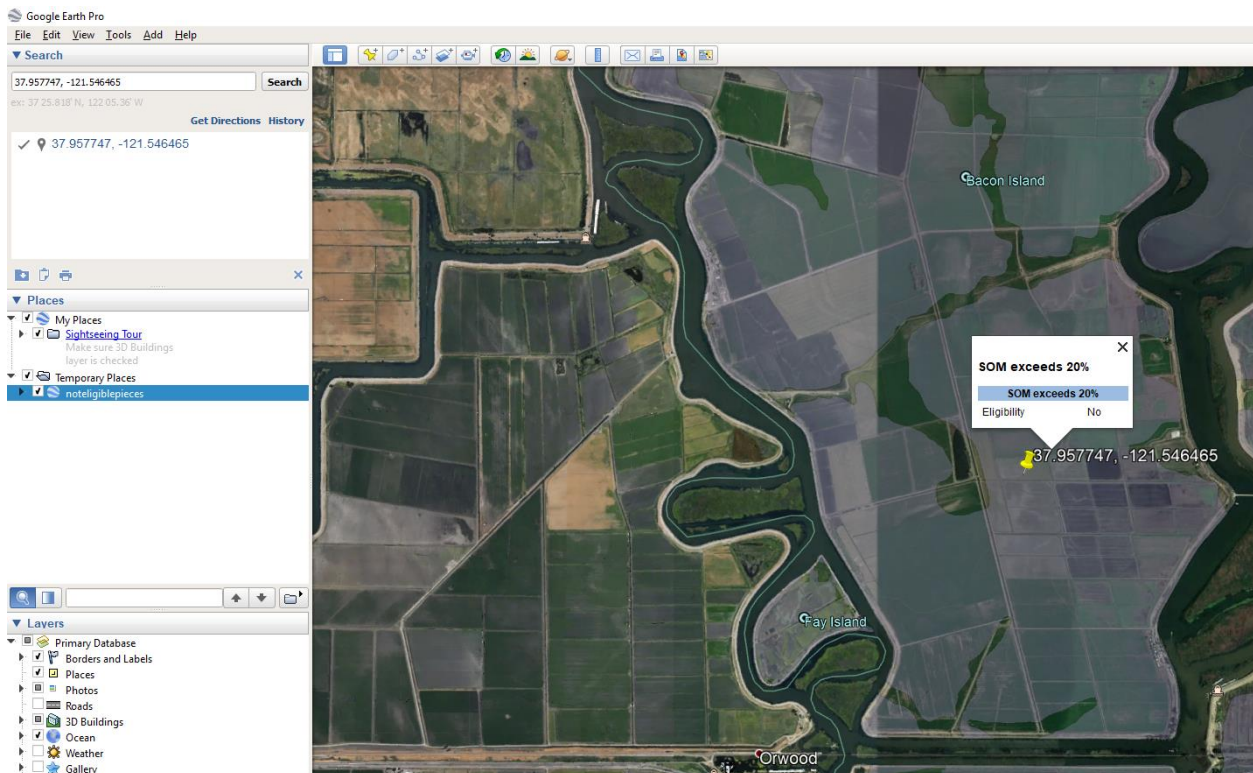 Google Earth Pro
File Edit View Tools Add Help
Search
37.957747, -121.546465
Search
ex: 37 25.818' N, 122 05.36' W
Get Directions History
37.957747, -121.546465
Places
My Places
Sightseeing Tour
Make sure 3D Buildings
layer is checked
Temporary Places
noteligiblepieces
Layers
Primary Database
Borders and Labels
Places
Photos
Roads
3D Buildings
Ocean
Weather
Gallery
Bacon Island
SOM exceeds 20%
SOM exceeds 20%
Eligibility No
37.957747, -121.546465
Fay Island
Orwood